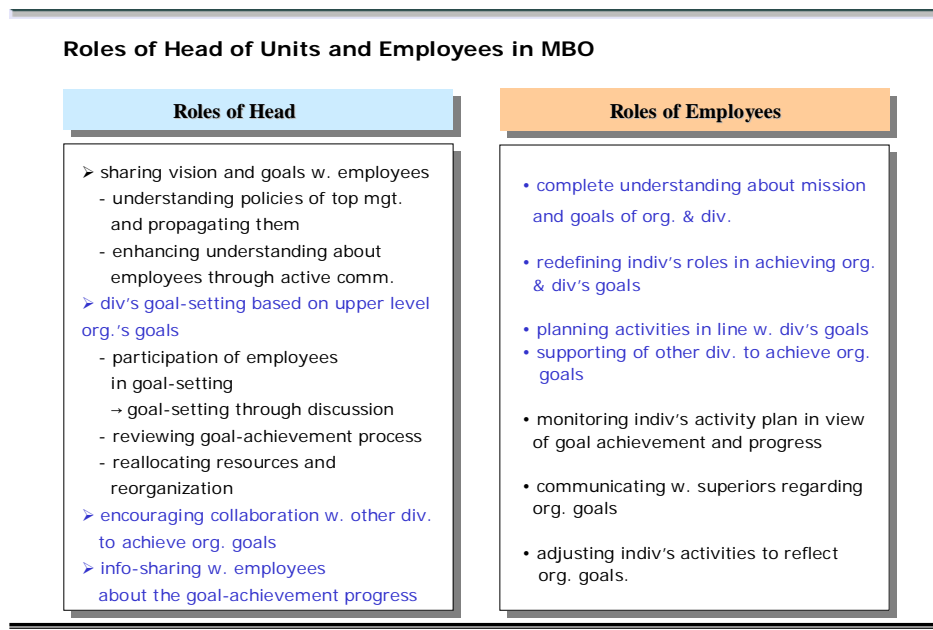 Roles of Head of Units and Employees in MBO
Roles of Head
➢ sharing vision and goals w. employees
- understanding policies of top mgt.
and propagating them
- enhancing understanding about
employees through active comm.
➢ div's goal-setting based on upper level
org.'s goals
- participation of employees
in goal-setting
→ goal-setting through discussion
- reviewing goal-achievement process
- reallocating resources and
reorganization
➢ encouraging collaboration w. other div.
to achieve org. goals
➢ info-sharing w. employees
about the goal-achievement progress
Roles of Employees
• complete understanding about mission
and goals of org. & div.
• redefining indiv's roles in achieving org.
& div's goals
• planning activities in line w. div's goals
• supporting of other div. to achieve org.
goals
• monitoring indiv's activity plan in view
of goal achievement and progress
• communicating w. superiors regarding
org. goals
• adjusting indiv's activities to reflect
org. goals.